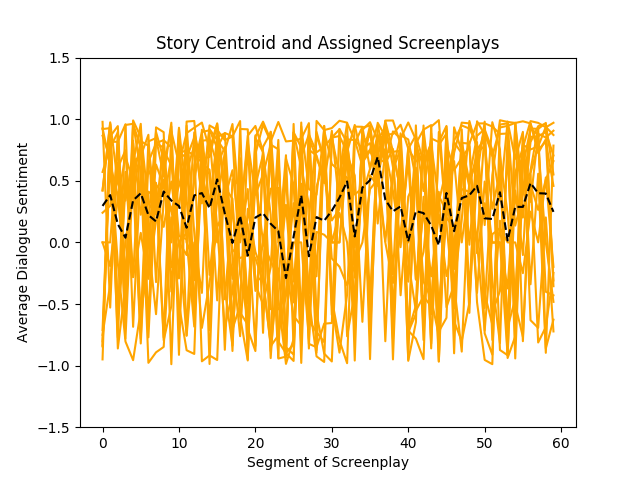 Story Centroid and Assigned Screenplays
1.5
1.0
0.5
0.0
−0.5
−1.0
−1.5
Average Dialogue Sentiment
0 10 20 30 40 50 60
Segment of Screenplay